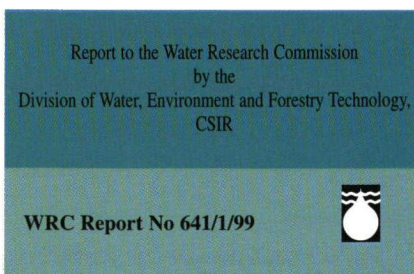 Report to the Water Research Commission
by the
Division of Water, Environment and Forestry Technology,
CSIR
WRC Report No 641/1/99